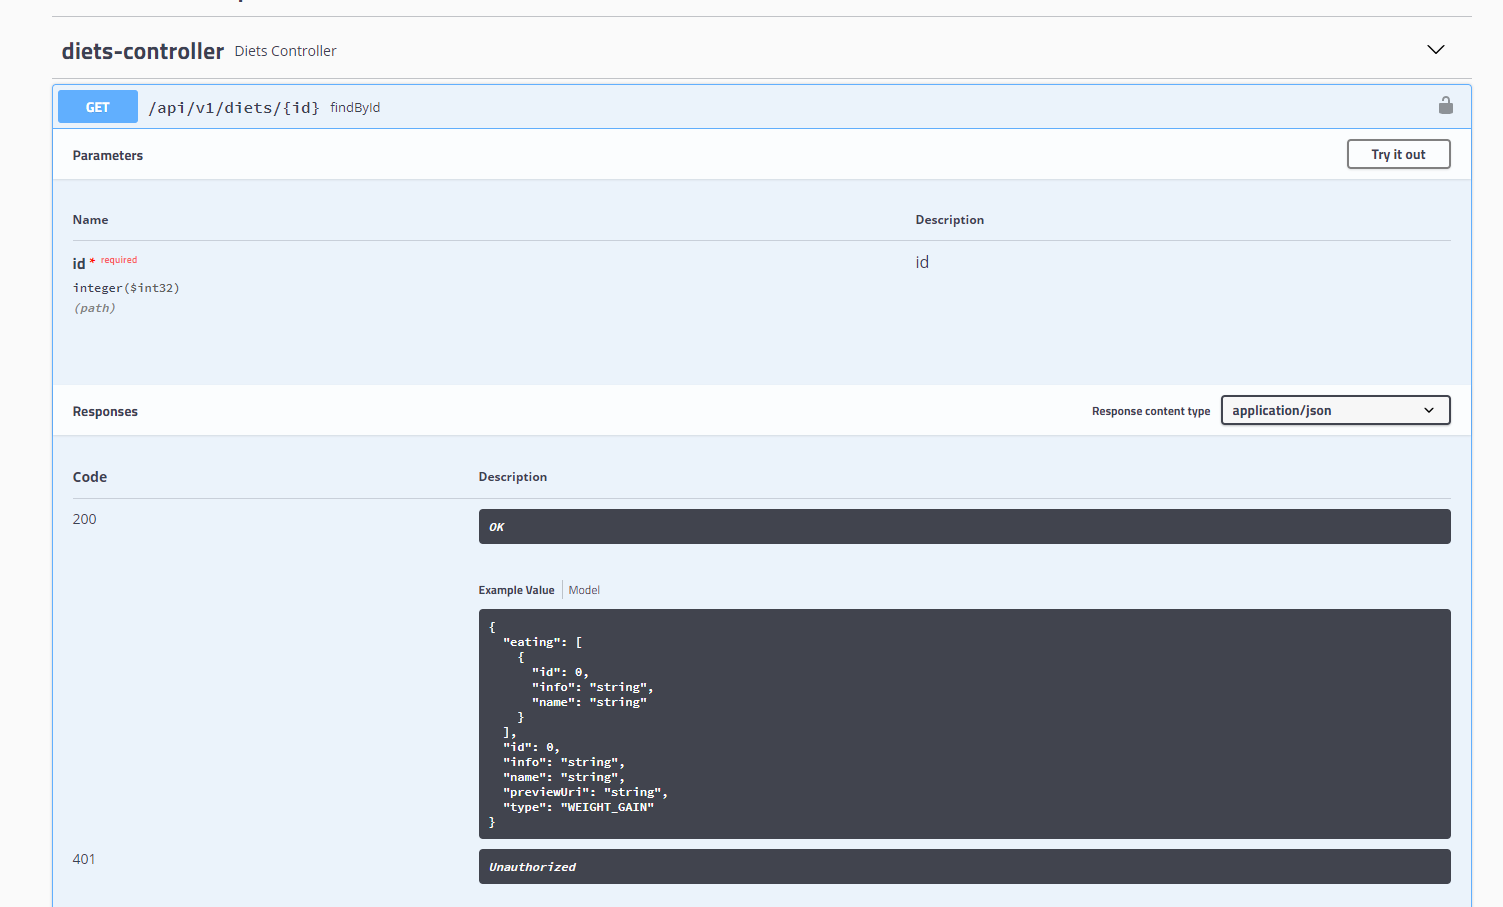 diets-controller Diets Controller
GET /api/v1/diets/{id} findById
Parameters Try it out
Name Description
id * required id
integer($int32)
(path)
Responses Response content type application/json
Code Description
200 OK
Example Value Model
{
"eating": [
{
"id": 0,
"info": "string",
"name": "string"
}
],
"id": 0,
"info": "string",
"name": "string",
"previewUri": "string",
"type": "WEIGHT_GAIN"
}
401 Unauthorized